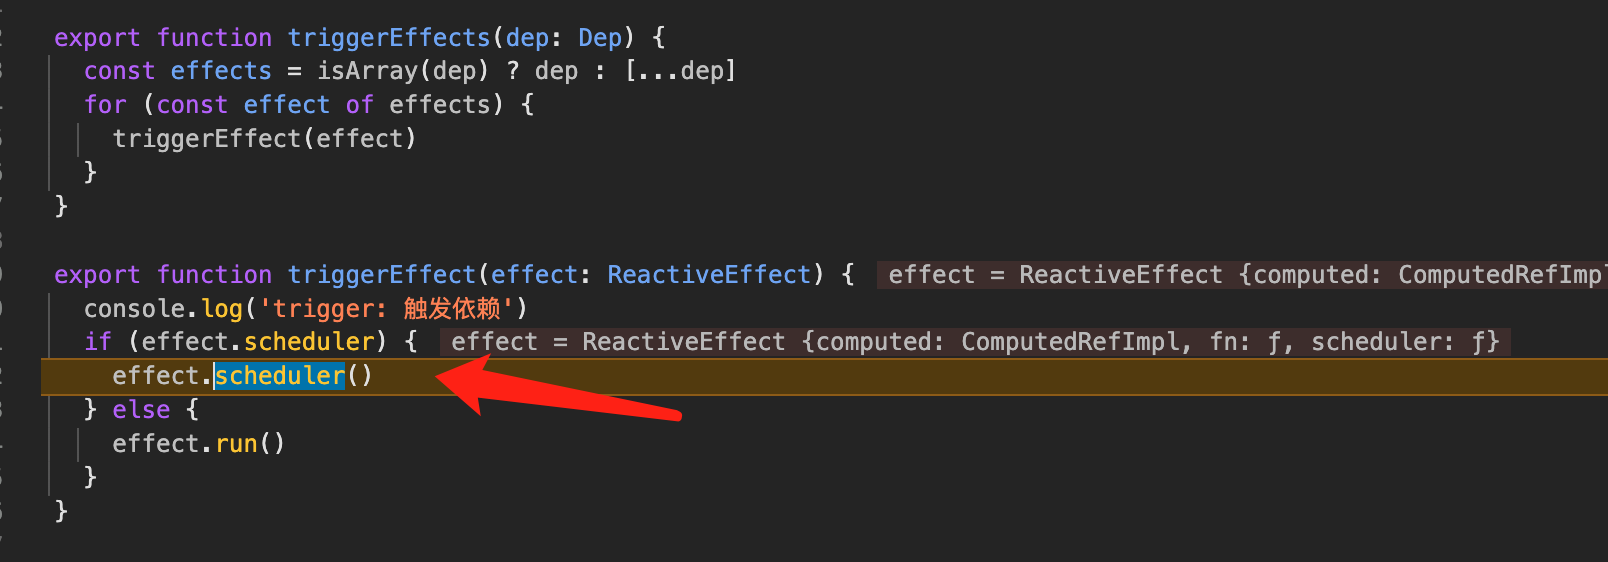 export function triggerEffects(dep: Dep) {
const effects = isArray(dep) ? dep : [...dep]
for (const effect of effects) {
triggerEffect(effect)
}
}
export function triggerEffect(effect: ReactiveEffect) { effect = ReactiveEffect {computed: ComputedRefImpl
console.log('trigger: 触发依赖')
if (effect.scheduler) { effect = ReactiveEffect {computed: ComputedRefImpl, fn: ƒ, scheduler: ƒ}
effect.scheduler()
} else {
effect.run()
}
}